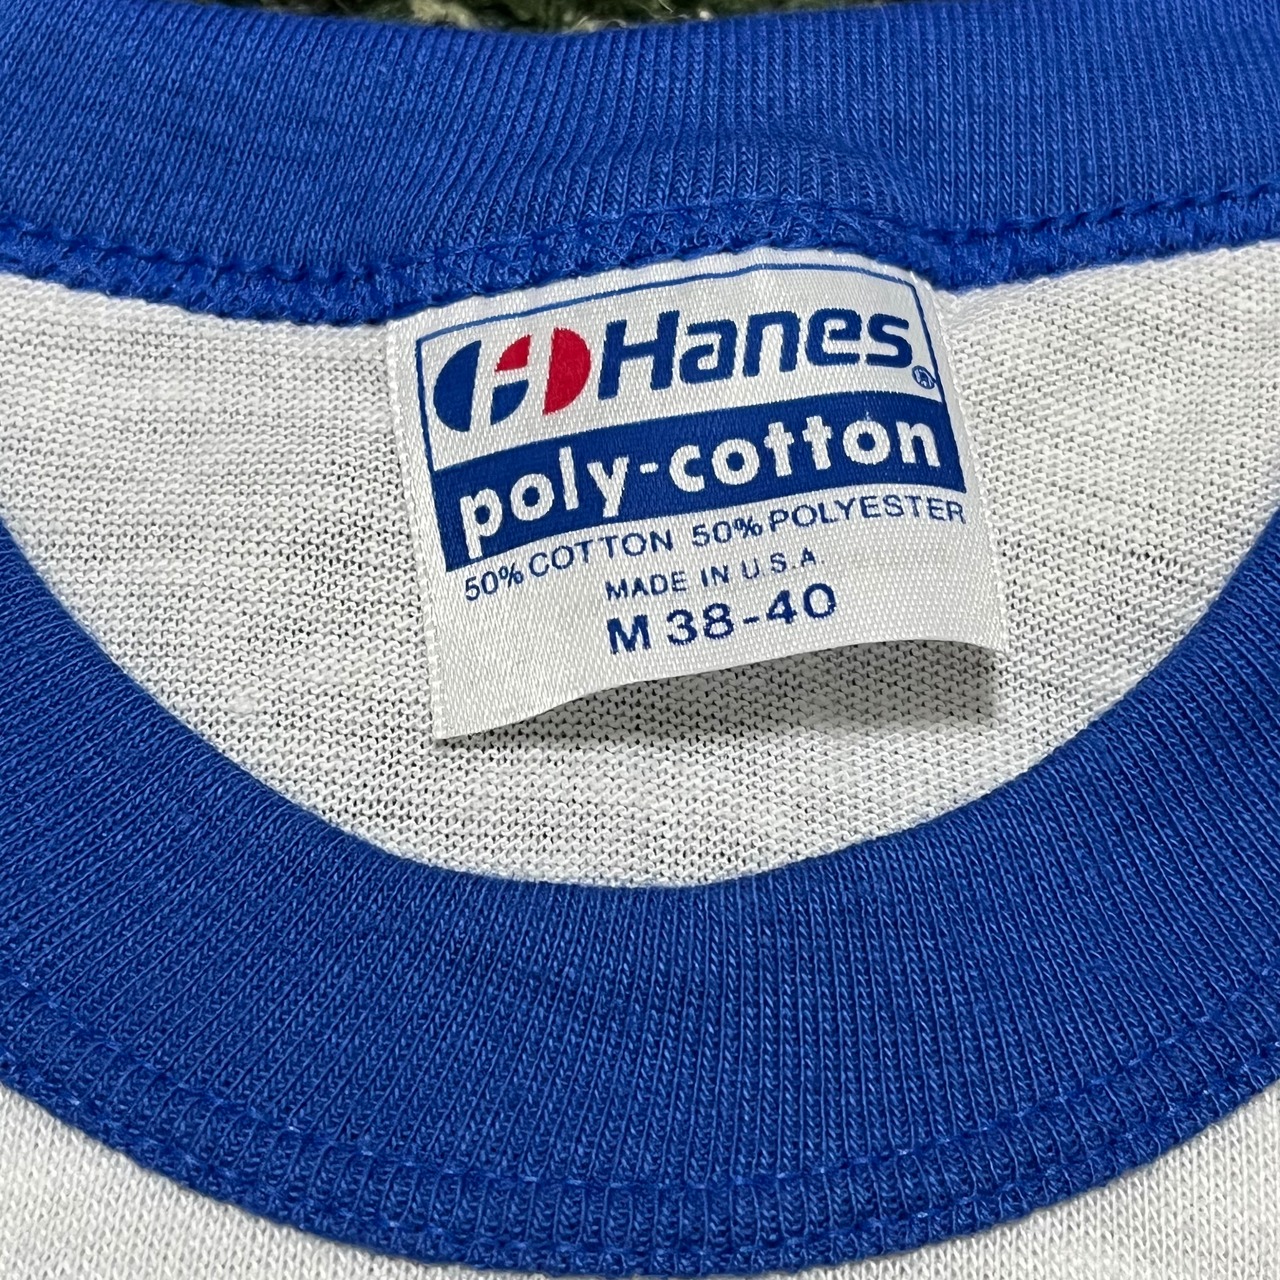 Hanes®
poly-cotton
50% COTTON 50% POLYESTER
MADE IN U.S.A.
M 38-40